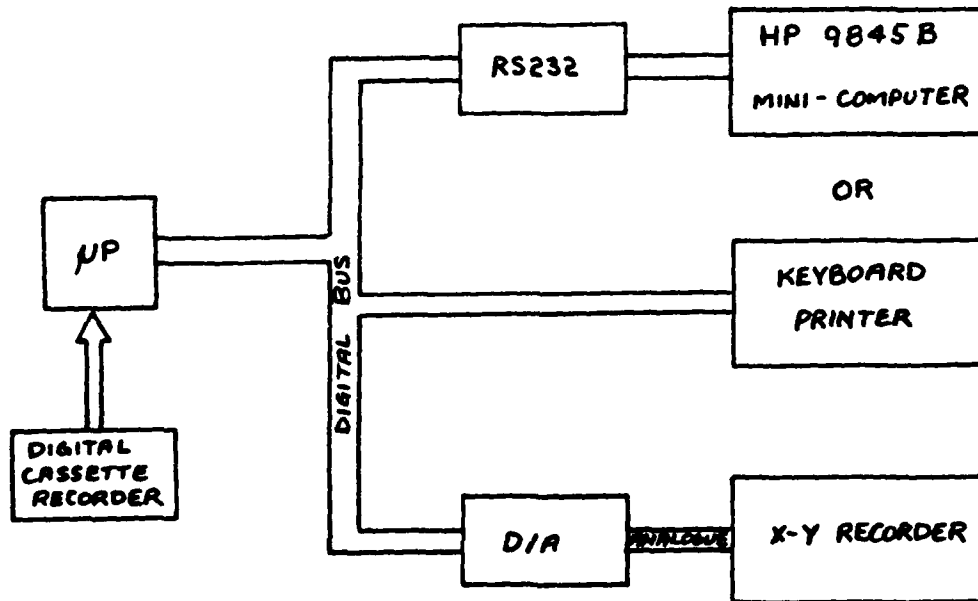 RS232
HP 9845B
MINI-COMPUTER
OR
μP
DIGITAL BUS
KEYBOARD
PRINTER
DIGITAL
CASSETTE
RECORDER
D/A
ANALOGUE
X-Y RECORDER